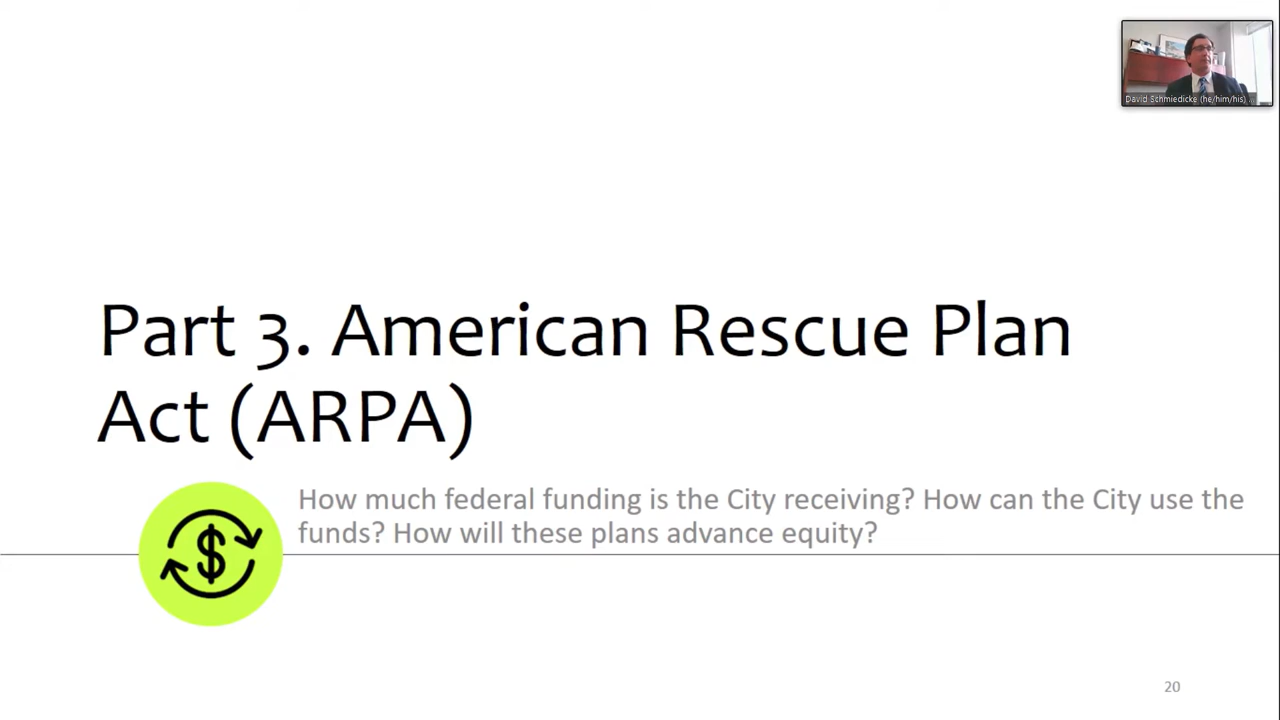 David Schmiedicke (he/him/his)
Part 3. American Rescue Plan
Act (ARPA)
$
How much federal funding is the City receiving? How can the City use the
funds? How will these plans advance equity?
20